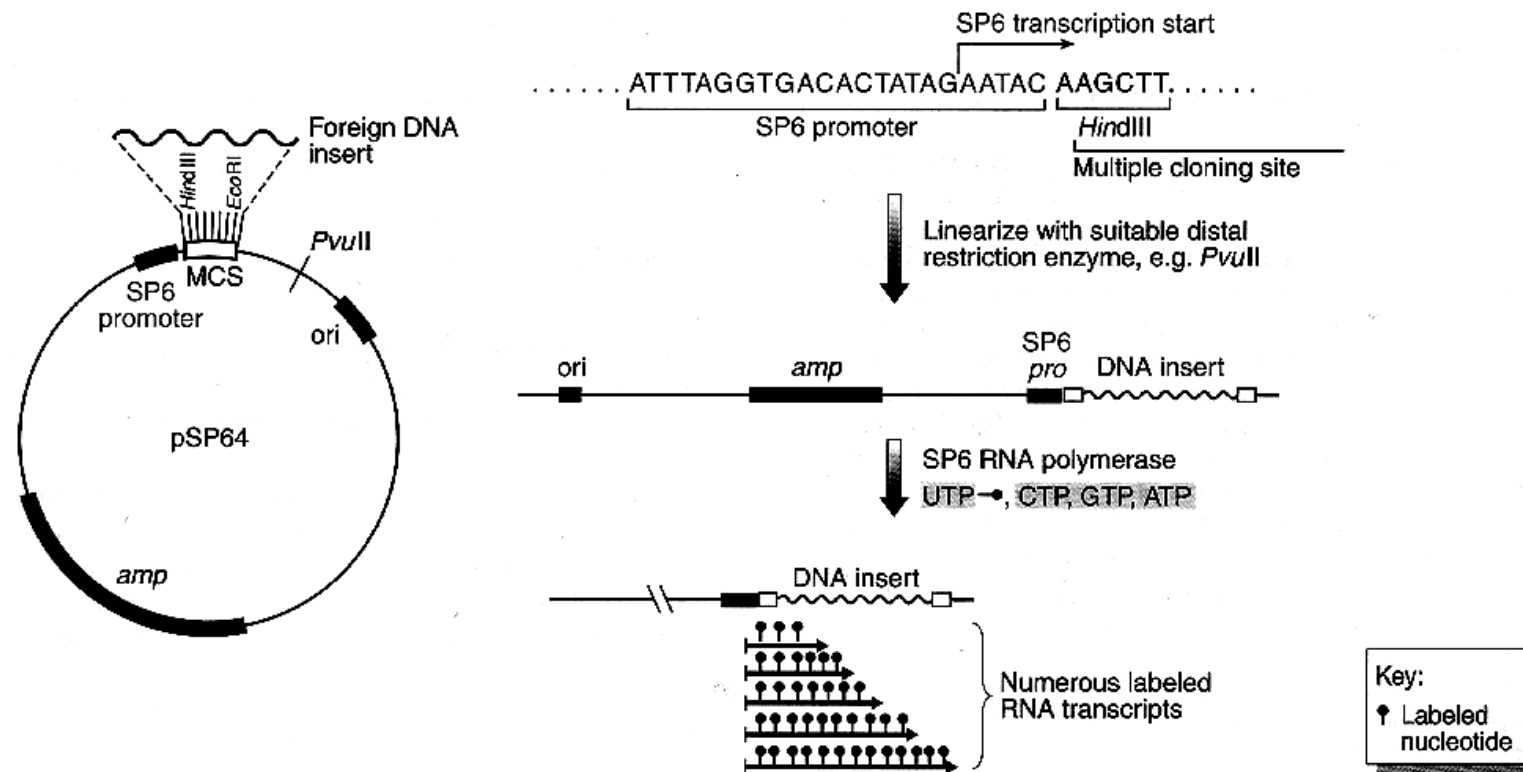 SP6 transcription start
. . . . . . ATTTAGGTGACACTATAGAATAC AAGCTT. . . . . .
SP6 promoter
HindIII
Multiple cloning site
Foreign DNA
insert
HindIII
EcoRI
PvuII
MCS
SP6
promoter
ori
pSP64
amp
Linearize with suitable distal
restriction enzyme, e.g. PvuII
ori
amp
SP6
pro
DNA insert
SP6 RNA polymerase
UTP , CTP, GTP, ATP
DNA insert
Numerous labeled
RNA transcripts
Key:
Labeled
nucleotide